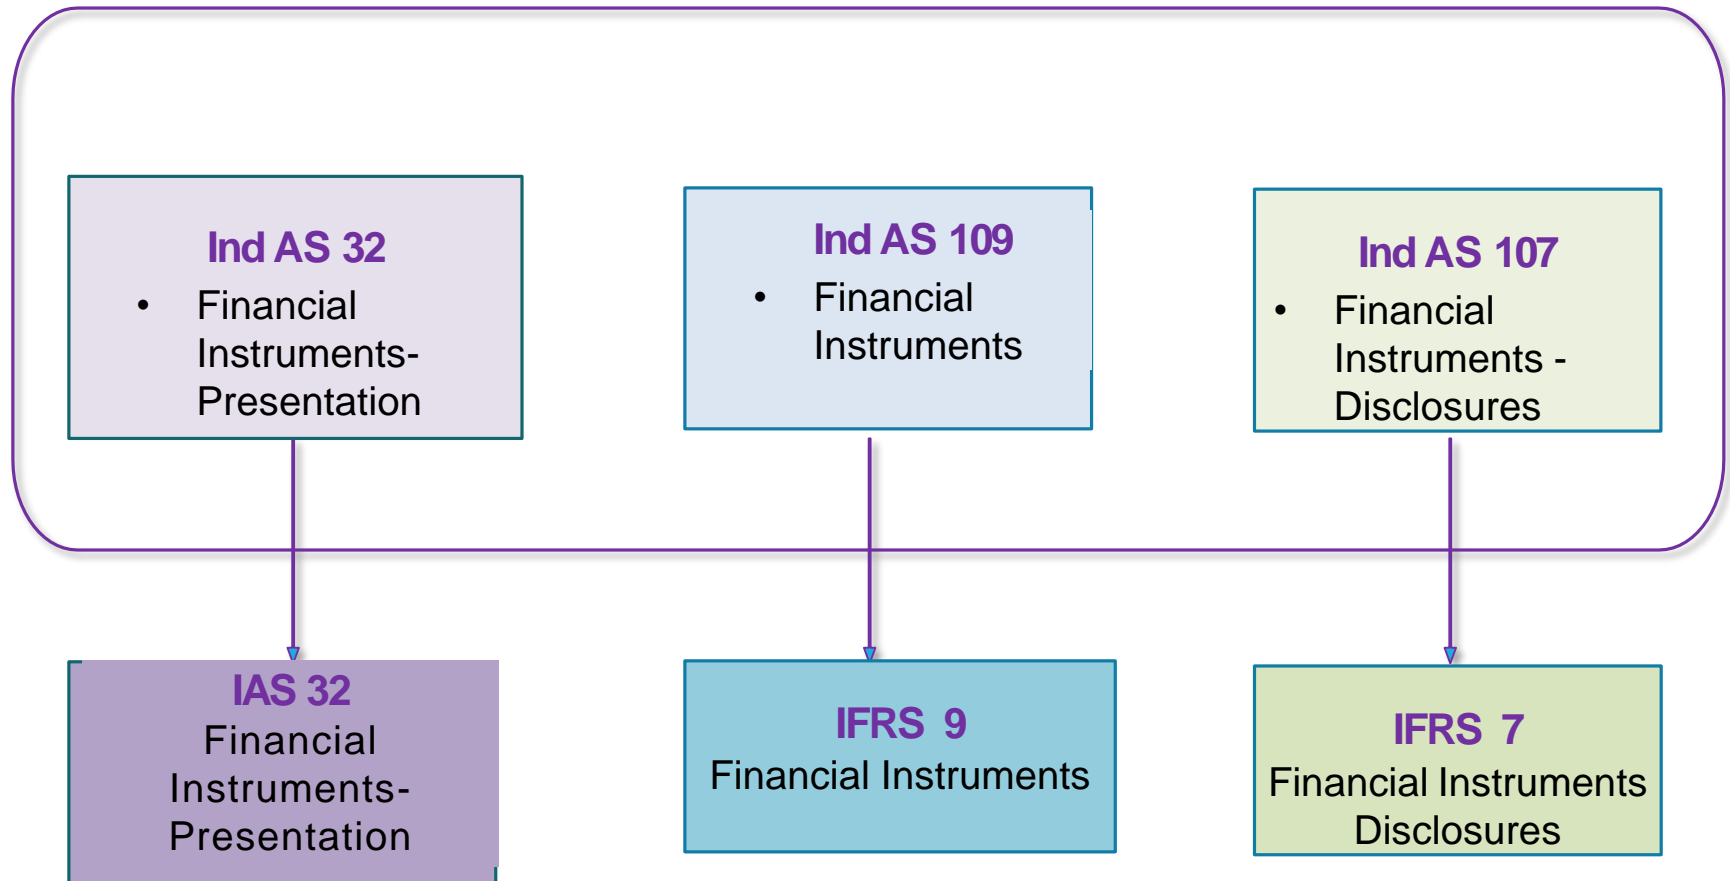 Ind AS 32
• Financial
Instruments-
Presentation
Ind AS 109
• Financial
Instruments
Ind AS 107
• Financial
Instruments -
Disclosures
IAS 32
Financial
Instruments-
Presentation
IFRS 9
Financial Instruments
IFRS 7
Financial Instruments
Disclosures